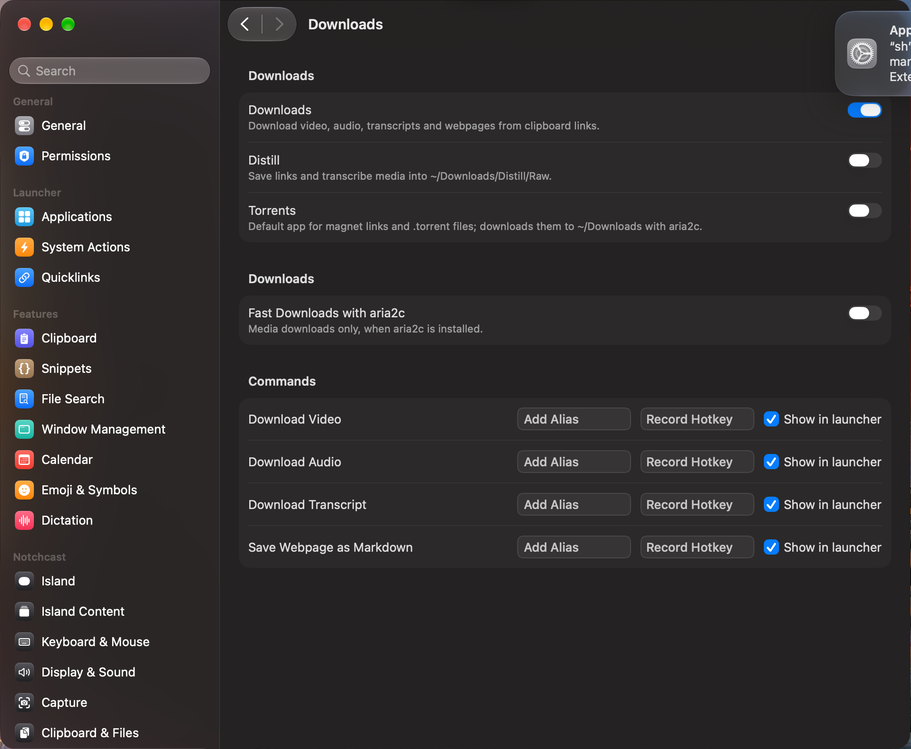 Downloads
Search
General
General
Permissions
Launcher
Applications
System Actions
Quicklinks
Features
Clipboard
Snippets
File Search
Window Management
Calendar
Emoji & Symbols
Dictation
Notchcast
Island
Island Content
Keyboard & Mouse
Display & Sound
Capture
Clipboard & Files
Downloads
Downloads
Download video, audio, transcripts and webpages from clipboard links.
Distill
Save links and transcribe media into ~/Downloads/Distill/Raw.
Torrents
Default app for magnet links and .torrent files; downloads them to ~/Downloads with aria2c.
Downloads
Fast Downloads with aria2c
Media downloads only, when aria2c is installed.
Commands
Download Video Add Alias Record Hotkey Show in launcher
Download Audio Add Alias Record Hotkey Show in launcher
Download Transcript Add Alias Record Hotkey Show in launcher
Save Webpage as Markdown Add Alias Record Hotkey Show in launcher
"sh"